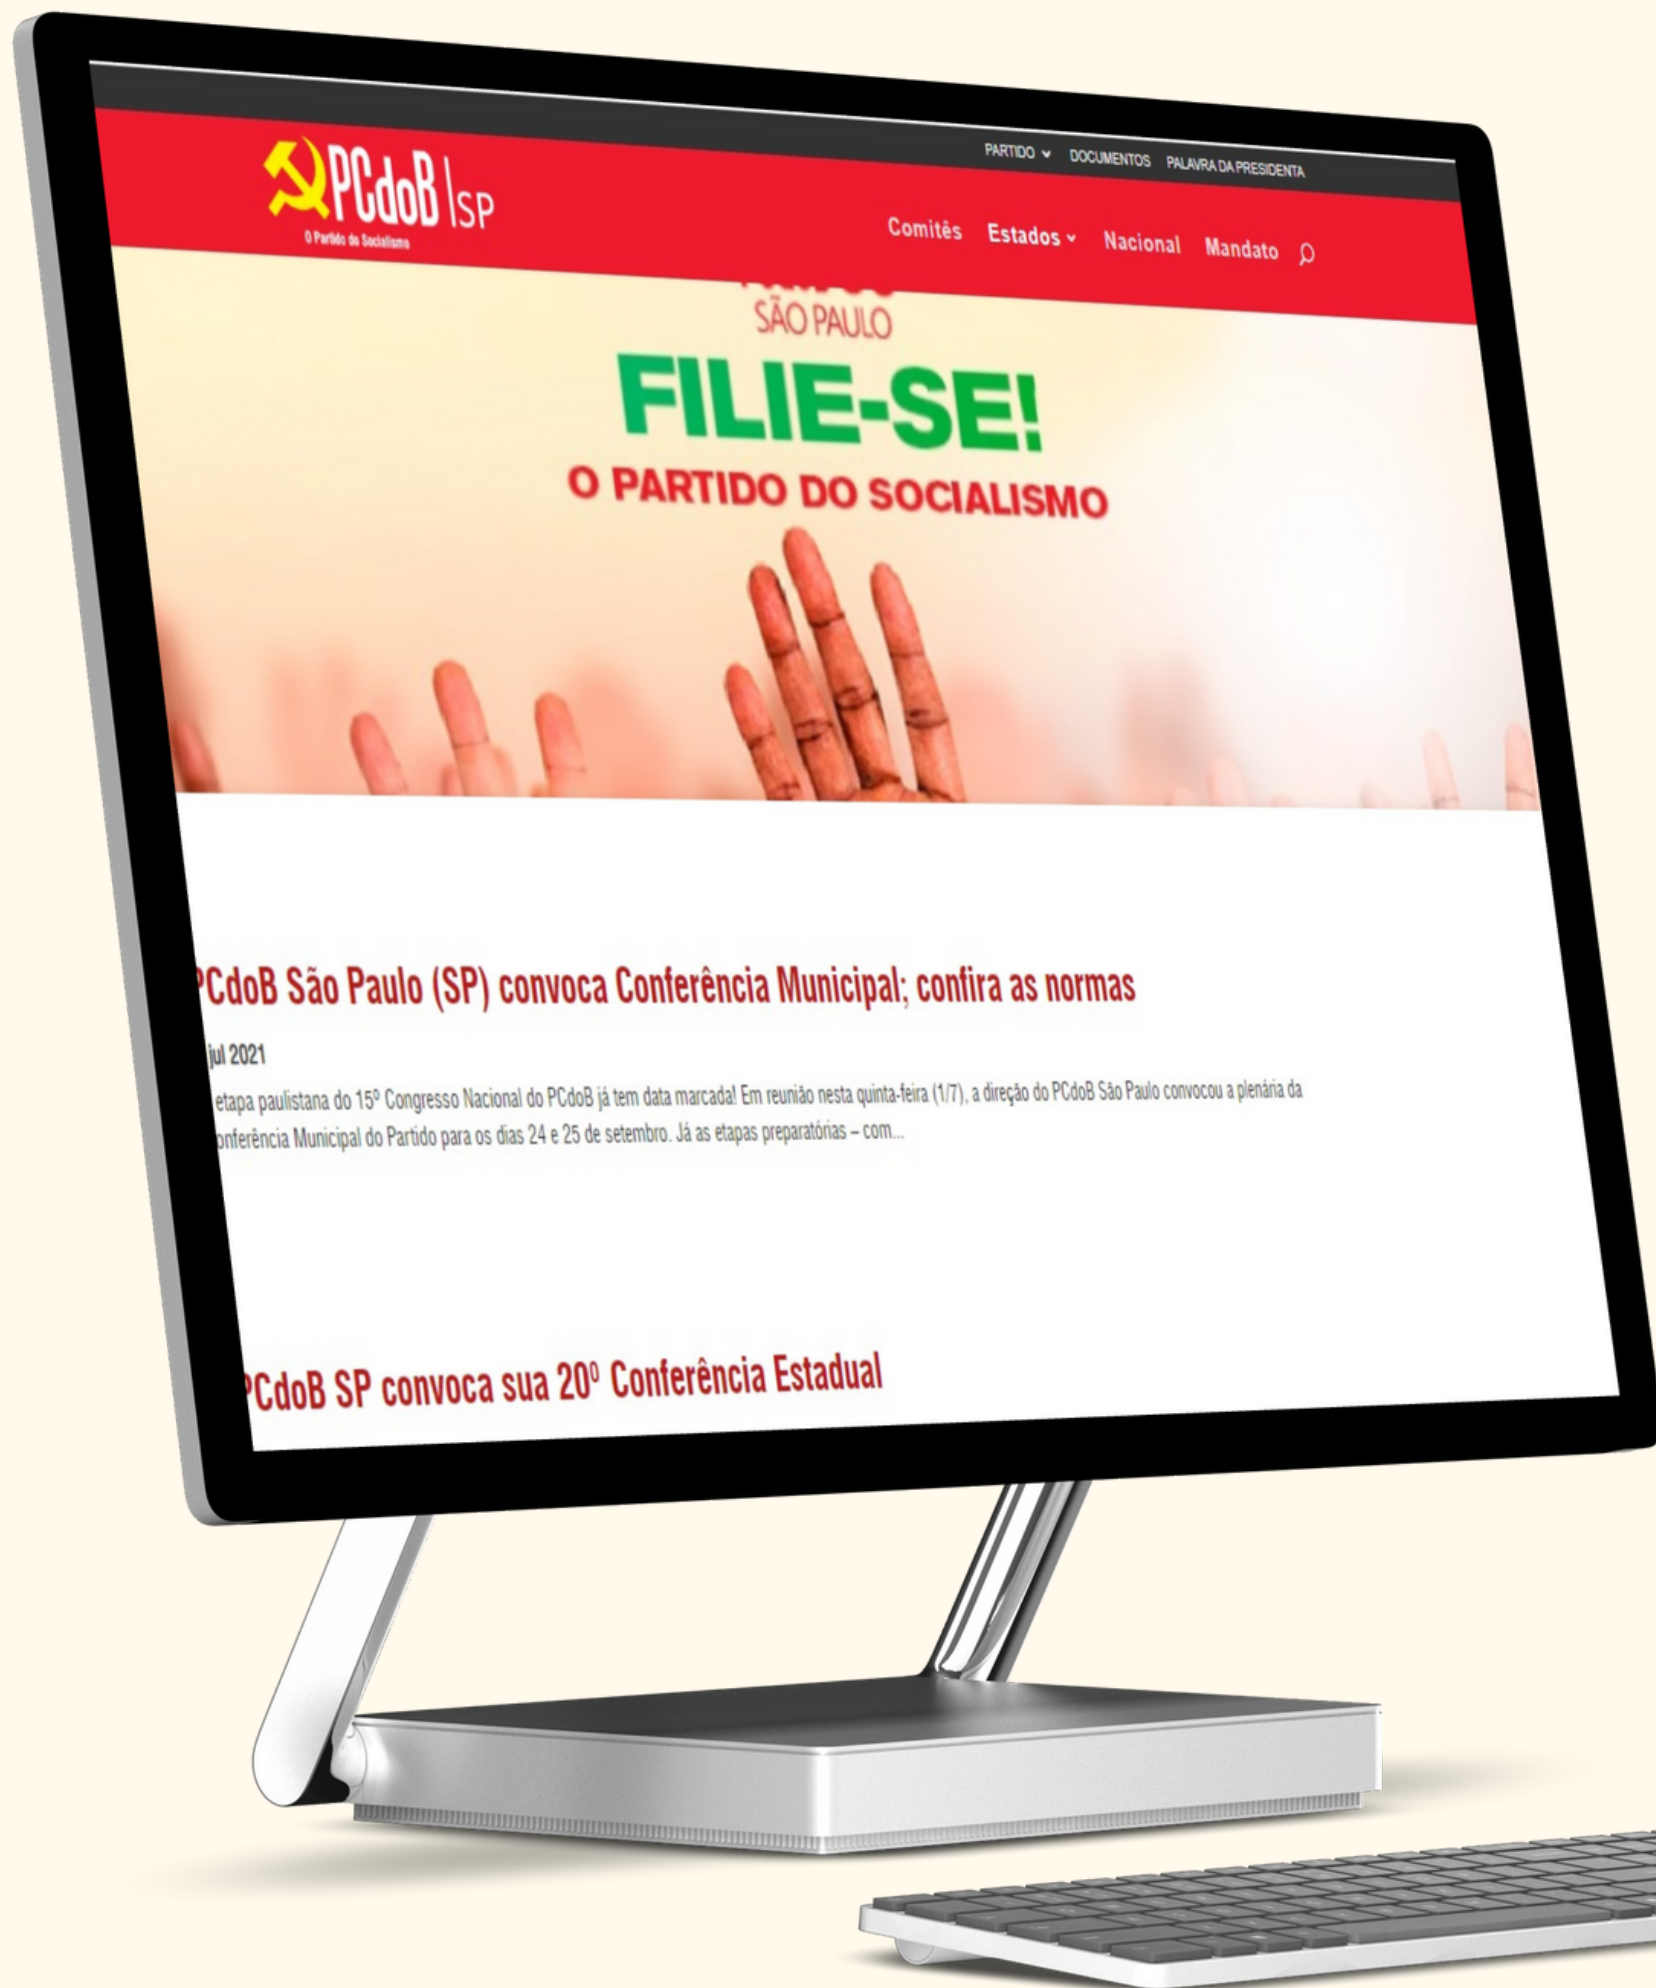 PARTIDO DOCUMENTOS PALAVRA DA PRESIDENTA
PCdoB | SP
O Partido do Socialismo
Comitês Estados Nacional Mandato
SÃO PAULO
FILIE-SE!
O PARTIDO DO SOCIALISMO
PCdoB São Paulo (SP) convoca Conferência Municipal; confira as normas
jul 2021
etapa paulistana do 15º Congresso Nacional do PCdoB já tem data marcada! Em reunião nesta quinta-feira (1/7), a direção do PCdoB São Paulo convocou a plenária da
onferência Municipal do Partido para os dias 24 e 25 de setembro. Já as etapas preparatórias – com...
PCdoB SP convoca sua 20º Conferência Estadual